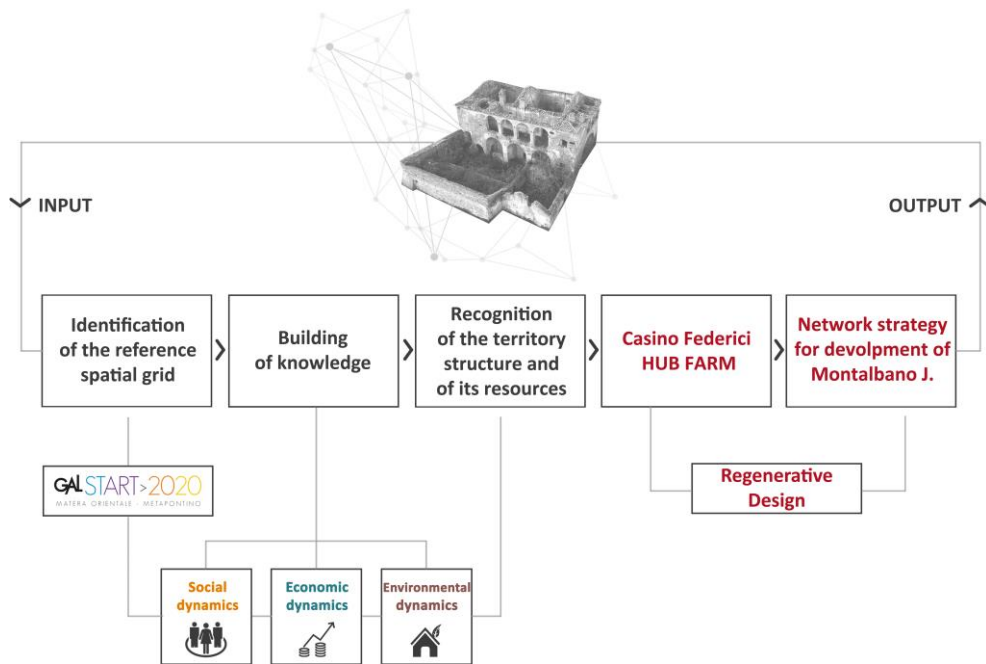 INPUT
OUTPUT
Identification
of the reference
spatial grid
Building
of knowledge
Recognition
of the territory
structure and
of its resources
Casino Federici
HUB FARM
Network strategy
for devolpment of
Montalbano J.
GAL START>2020
MATERA ORIENTALE - METAPONTINO
Regenerative
Design
Social
dynamics
Economic
dynamics
Environmental
dynamics